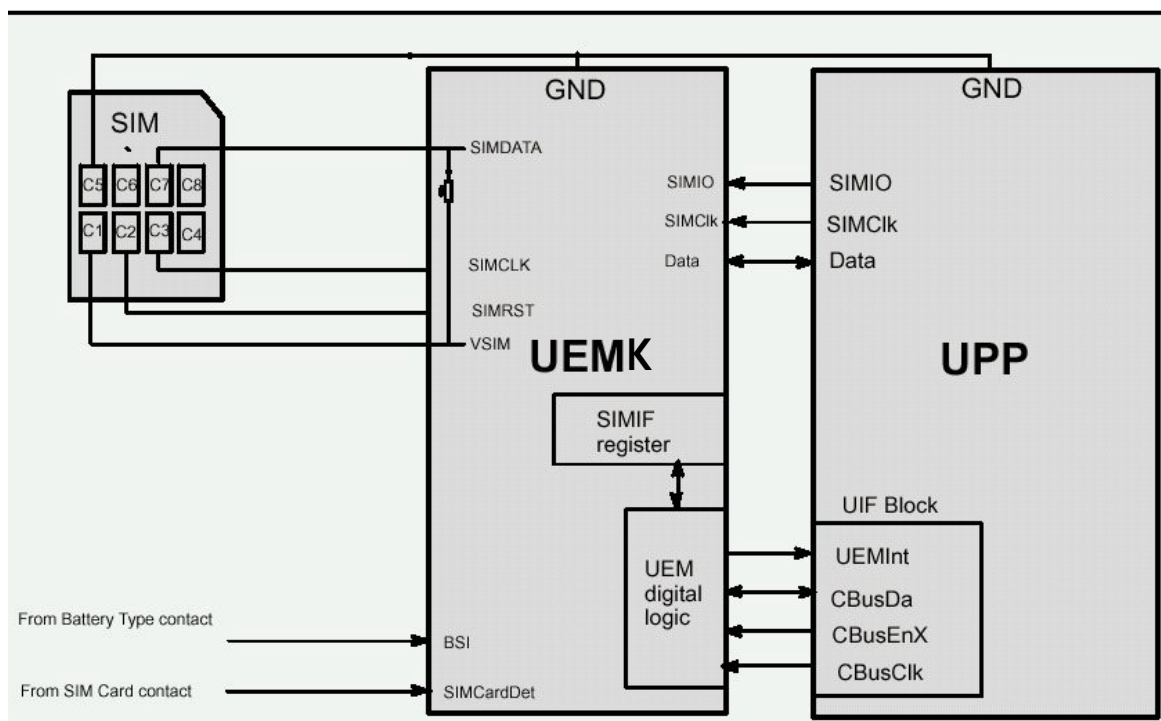 GND
GND
SIM
SIMDATA
C5 C6 C7 C8
SIMIO
SIMIO
C1 C2 C3 C4
SIMClk
SIMClk
SIMCLK
Data
Data
SIMRST
VSIM
UEMK
UPP
SIMIF
register
UIF Block
UEM
digital
logic
UEMInt
CBusDa
CBusEnX
CBusClk
From Battery Type contact
BSI
From SIM Card contact
SIMCardDet